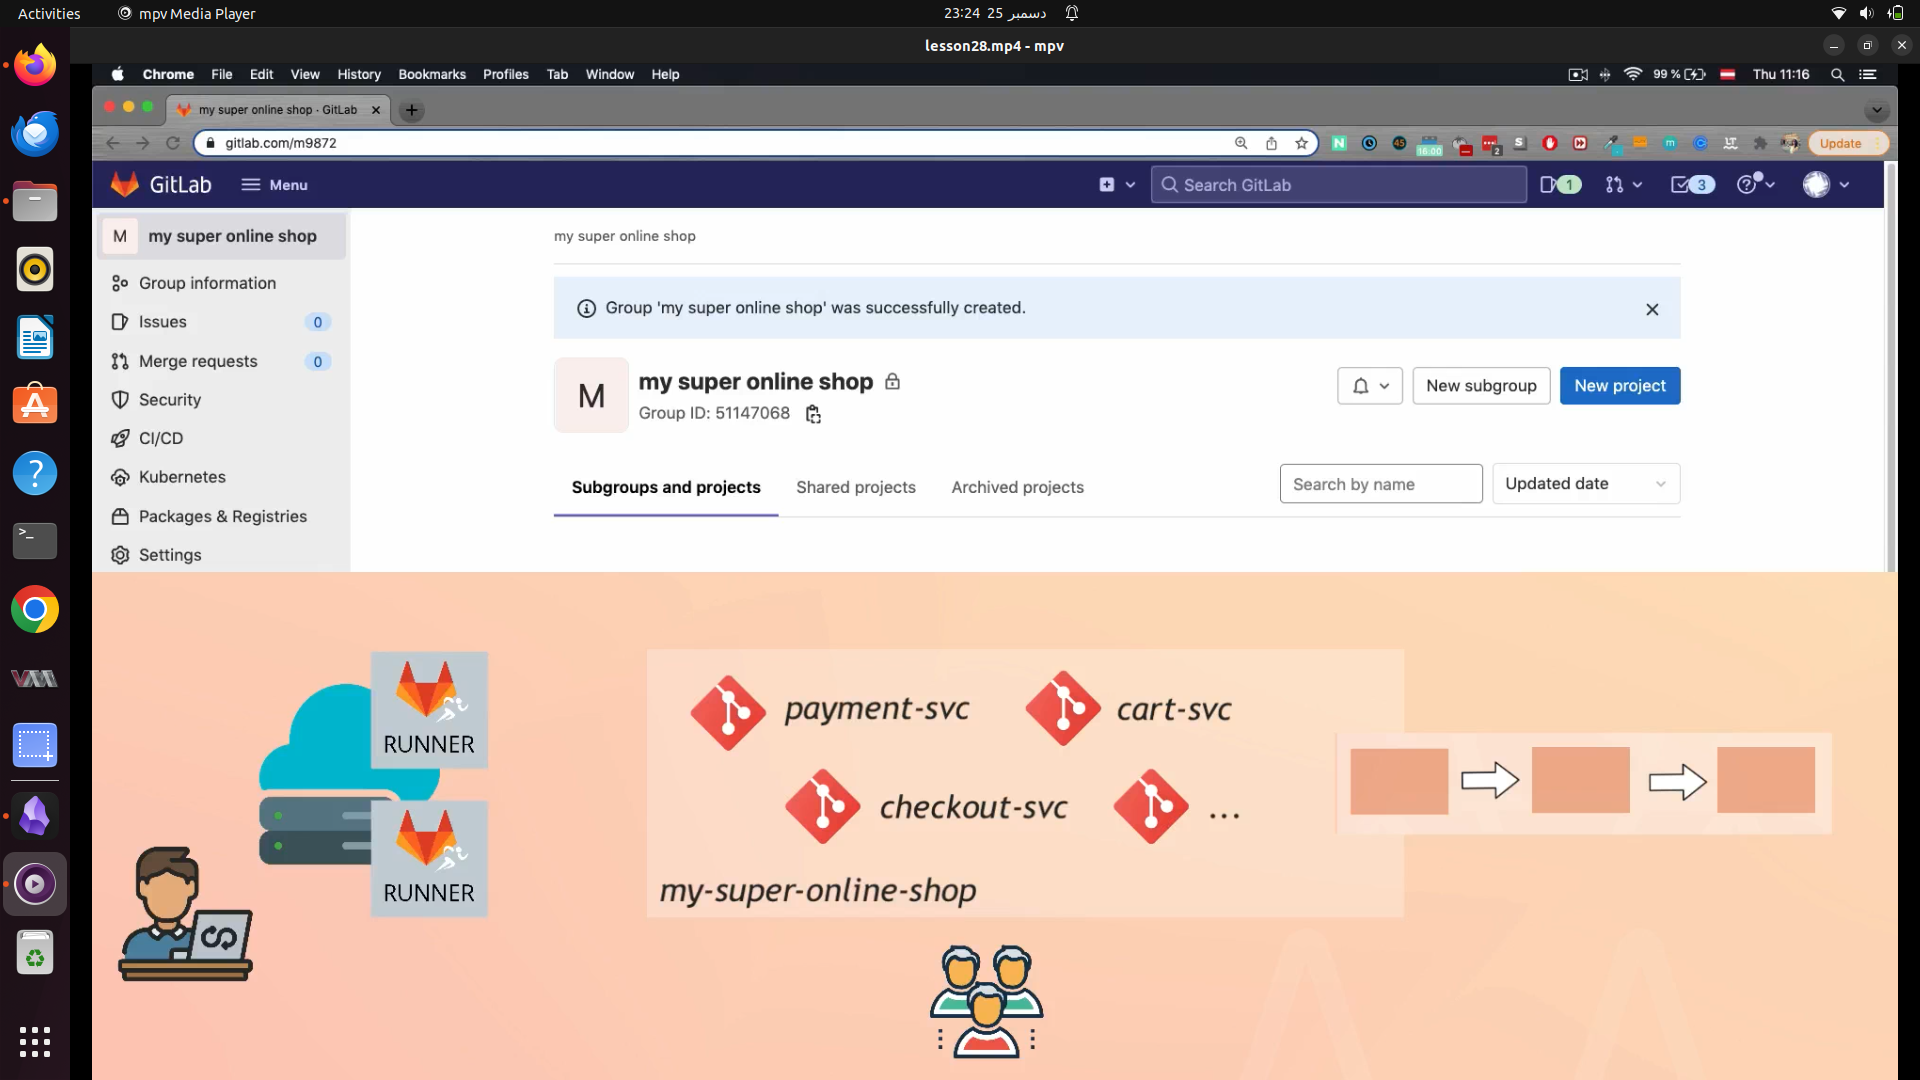 Activities mpv Media Player 23:24 25 دسمبر
lesson28.mp4 - mpv
Chrome File Edit View History Bookmarks Profiles Tab Window Help 99 % Thu 11:16
my super online shop · GitLab
gitlab.com/m9872 Update
GitLab Menu Search GitLab 1 3
M my super online shop
my super online shop
Group information
Issues 0
Merge requests 0
Security
CI/CD
Kubernetes
Packages & Registries
Settings
Group 'my super online shop' was successfully created.
M
my super online shop
Group ID: 51147068
New subgroup
New project
Subgroups and projects Shared projects Archived projects Search by name Updated date
RUNNER
RUNNER
payment-svc cart-svc
checkout-svc ...
my-super-online-shop